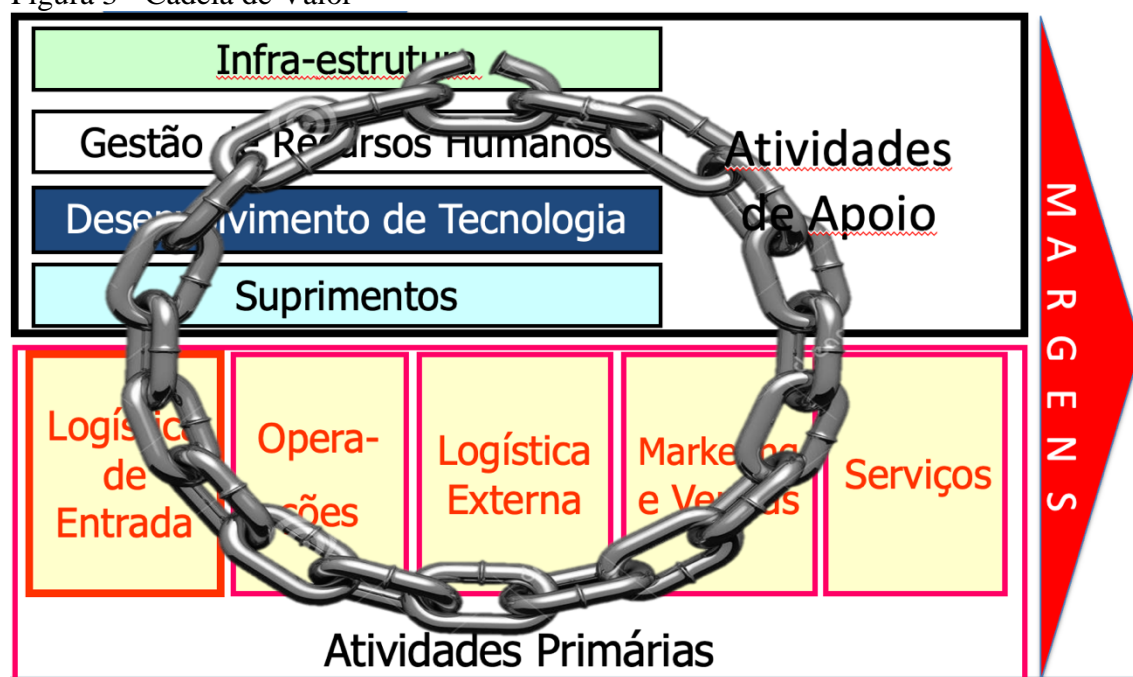 Figura 3 - Cadeia de Valor
Infra-estrutura
Gestão de Recursos Humanos
Desenvolvimento de Tecnologia
Suprimentos
Atividades
de Apoio
Logística
de
Entrada
Opera-
ções
Logística
Externa
Marketing
e Vendas
Serviços
Atividades Primárias
MARGENS